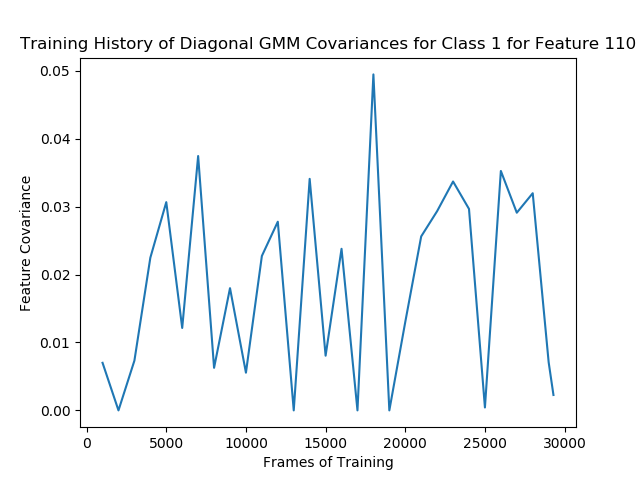 Training History of Diagonal GMM Covariances for Class 1 for Feature 110
0.05
0.04
0.03
0.02
0.01
0.00
Feature Covariance
0 5000 10000 15000 20000 25000 30000
Frames of Training